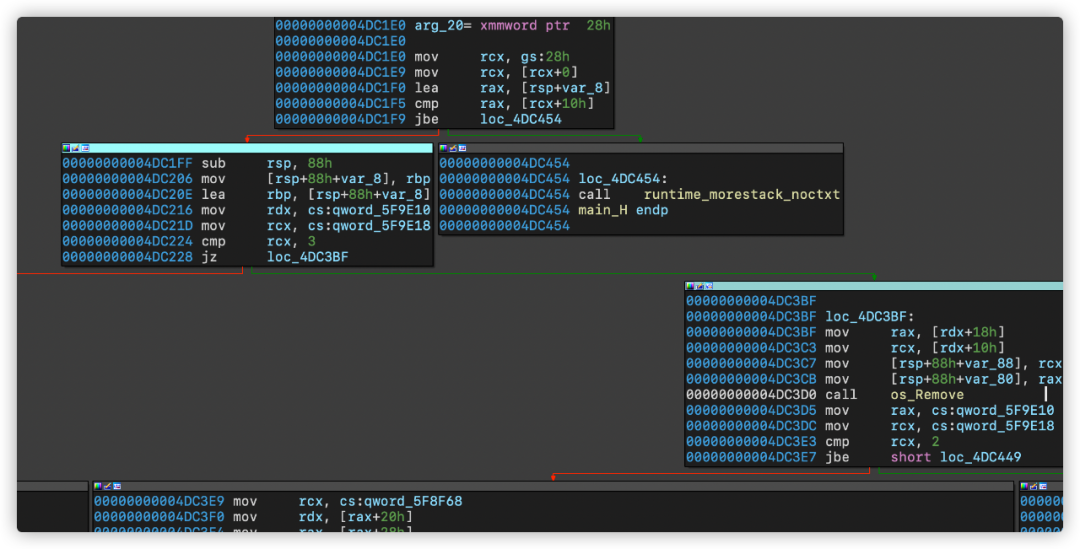 00000000004DC1E0 arg_20= xmmword ptr  28h
00000000004DC1E0
00000000004DC1E0 mov     rcx, gs:28h
00000000004DC1E9 mov     rcx, [rcx+0]
00000000004DC1F0 lea     rax, [rsp+var_8]
00000000004DC1F5 cmp     rax, [rcx+10h]
00000000004DC1F9 jbe     loc_4DC454
00000000004DC1FF sub     rsp, 88h
00000000004DC206 mov     [rsp+88h+var_8], rbp
00000000004DC20E lea     rbp, [rsp+88h+var_8]
00000000004DC216 mov     rdx, cs:qword_5F9E10
00000000004DC21D mov     rcx, cs:qword_5F9E18
00000000004DC224 cmp     rcx, 3
00000000004DC228 jz      loc_4DC3BF
00000000004DC454
00000000004DC454 loc_4DC454:
00000000004DC454 call    runtime_morestack_noctxt
00000000004DC454 main_H endp
00000000004DC454
00000000004DC3BF
00000000004DC3BF loc_4DC3BF:
00000000004DC3BF mov     rax, [rdx+18h]
00000000004DC3C3 mov     rcx, [rdx+10h]
00000000004DC3C7 mov     [rsp+88h+var_88], rcx
00000000004DC3CB mov     [rsp+88h+var_80], rax
00000000004DC3D0 call    os_Remove
00000000004DC3D5 mov     rax, cs:qword_5F9E10
00000000004DC3DC mov     rcx, cs:qword_5F9E18
00000000004DC3E3 cmp     rcx, 2
00000000004DC3E7 jbe     short loc_4DC449
00000000004DC3E9 mov     rcx, cs:qword_5F8F68
00000000004DC3F0 mov     rdx, [rax+20h]